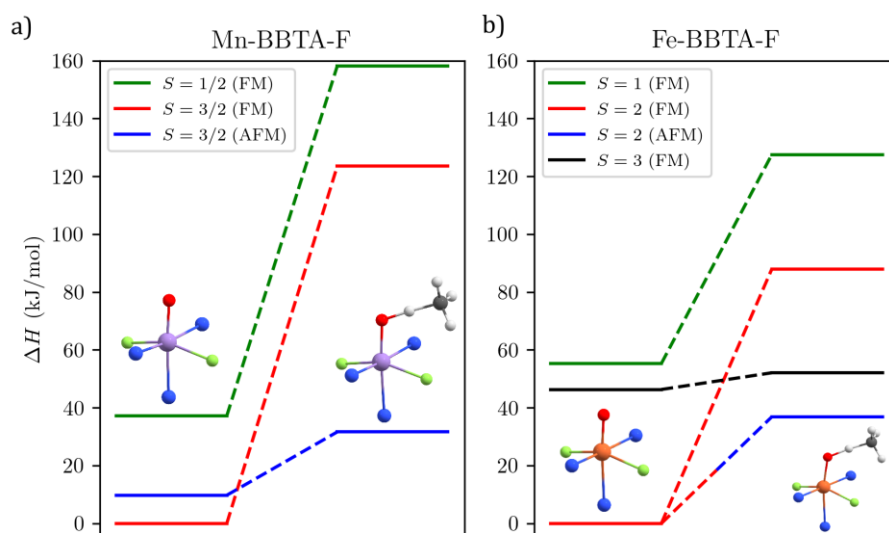 a)
Mn-BBTA-F
ΔH (kJ/mol)
160
140
120
100
80
60
40
20
0
S = 1/2 (FM)
S = 3/2 (FM)
S = 3/2 (AFM)
b)
Fe-BBTA-F
160
140
120
100
80
60
40
20
0
S = 1 (FM)
S = 2 (FM)
S = 2 (AFM)
S = 3 (FM)